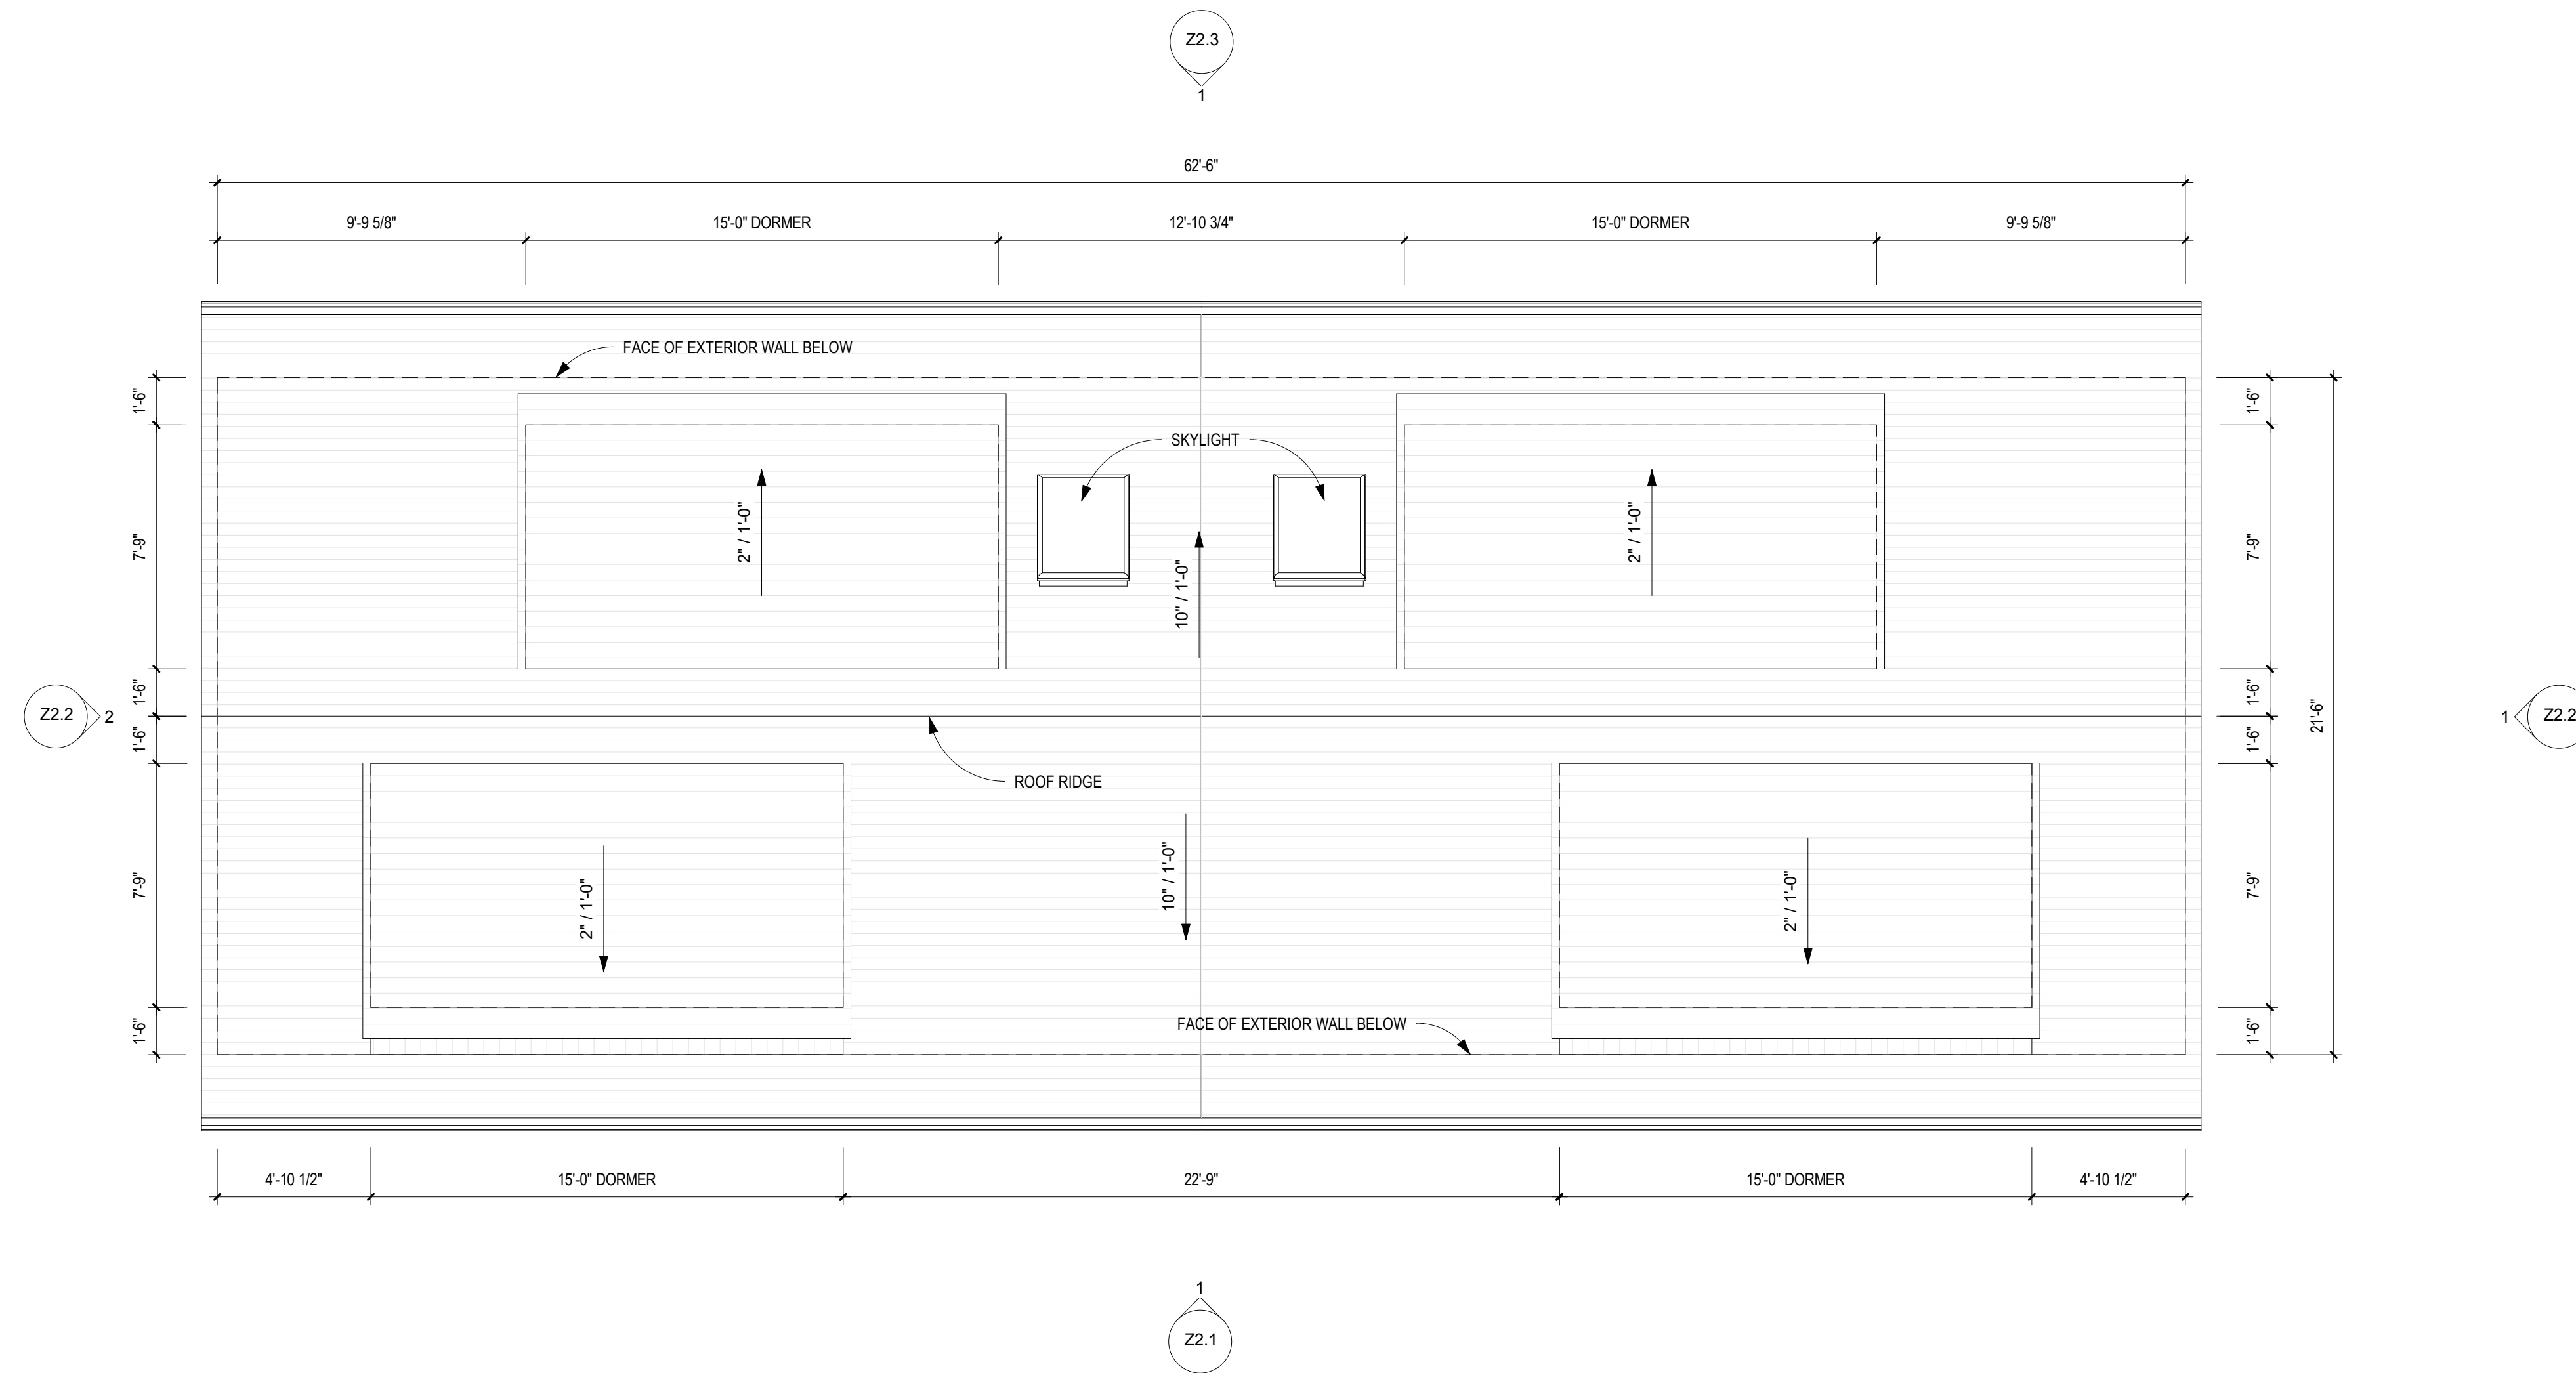 Z2.3
1
62'-6"
9'-9 5/8"
15'-0" DORMER
12'-10 3/4"
15'-0" DORMER
9'-9 5/8"
FACE OF EXTERIOR WALL BELOW
1'-6"
1'-6"
SKYLIGHT
2" / 1'-0"
2" / 1'-0"
7'-9"
10" / 1'-0"
7'-9"
1'-6"
1'-6"
Z2.2
2
21'-6"
1
Z2.2
1'-6"
1'-6"
ROOF RIDGE
7'-9"
2" / 1'-0"
10" / 1'-0"
2" / 1'-0"
7'-9"
FACE OF EXTERIOR WALL BELOW
1'-6"
1'-6"
4'-10 1/2"
15'-0" DORMER
22'-9"
15'-0" DORMER
4'-10 1/2"
1
Z2.1